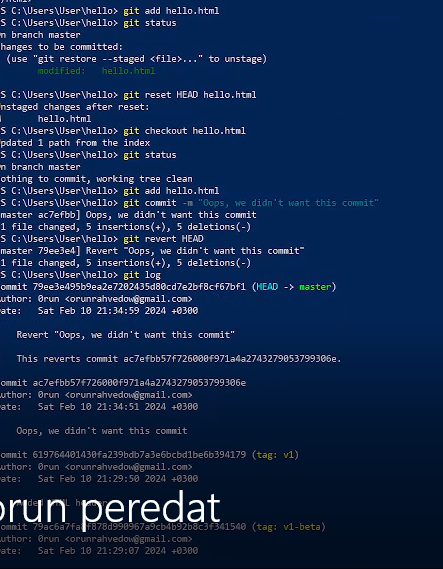 S C:\Users\User\hello> git add hello.html
S C:\Users\User\hello> git status
n branch master
hanges to be committed:
(use "git restore --staged <file>..." to unstage)
modified: hello.html
S C:\Users\User\hello> git reset HEAD hello.html
nstaged changes after reset:
hello.html
S C:\Users\User\hello> git checkout hello.html
pdated 1 path from the index
S C:\Users\User\hello> git status
n branch master
othing to commit, working tree clean
S C:\Users\User\hello> git add hello.html
S C:\Users\User\hello> git commit -m "Oops, we didn't want this commit"
master ac7efbb] Oops, we didn't want this commit
1 file changed, 5 insertions(+), 5 deletions(-)
S C:\Users\User\hello> git revert HEAD
master 79ee3e4] Revert "Oops, we didn't want this commit"
1 file changed, 5 insertions(+), 5 deletions(-)
S C:\Users\User\hello> git log
ommit 79ee3e495b9ea2e7202435d80cd7e2bf8cf67bf1 (HEAD -> master)
uthor: 0run <orunrahvedow@gmail.com>
ate: Sat Feb 10 21:34:59 2024 +0300
Revert "Oops, we didn't want this commit"
This reverts commit ac7efbb57f726000f971a4a2743279053799306e.
ommit ac7efbb57f726000f971a4a2743279053799306e
uthor: 0run <orunrahvedow@gmail.com>
ate: Sat Feb 10 21:34:51 2024 +0300
Oops, we didn't want this commit
ommit 619764401430fa239bdb7a3e6bcbd1be6b394179 (tag: v1)
uthor: 0run <orunrahvedow@gmail.com>
ate: Sat Feb 10 21:29:50 2024 +0300
header
orun peredat
(tag: v1-beta)
uthor: 0run <orunrahvedow@gmail.com>
ate: Sat Feb 10 21:29:07 2024 +0300